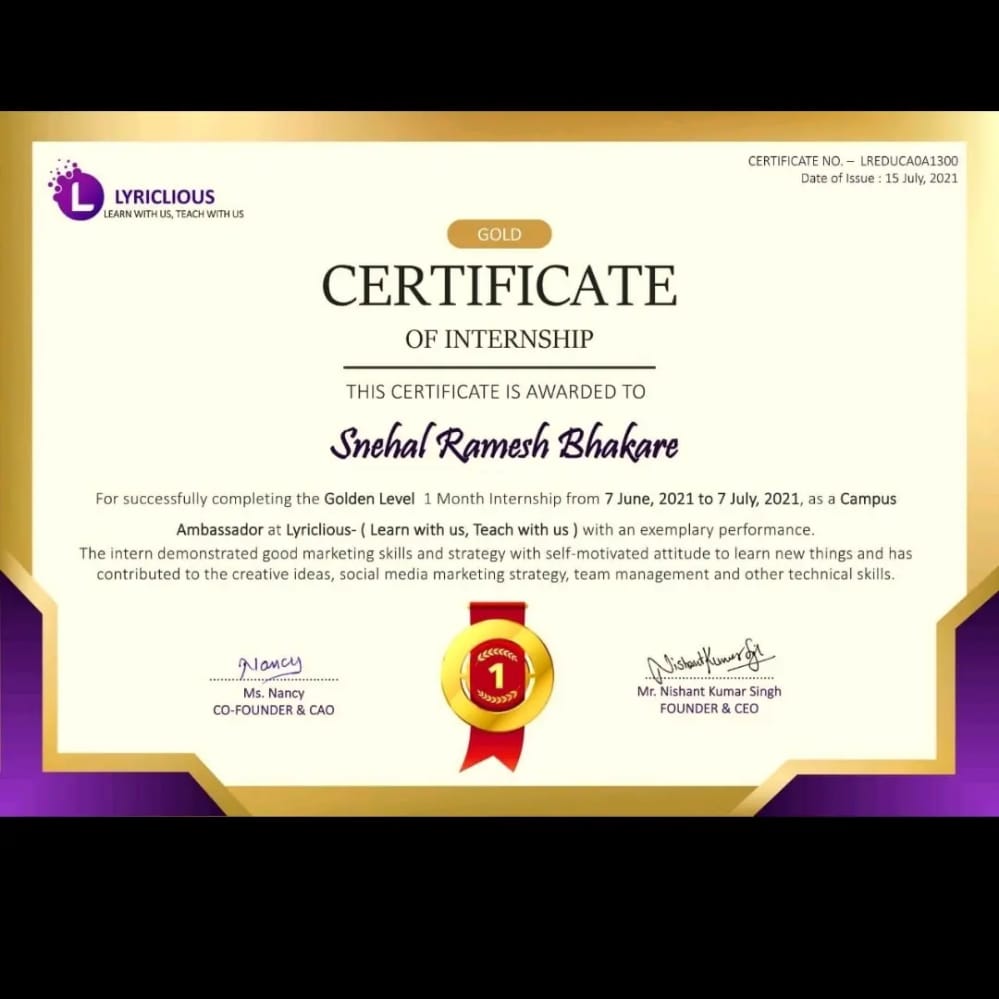 L
LYRICLIOUS
LEARN WITH US, TEACH WITH US
CERTIFICATE NO. – LREDUCA0A1300
Date of Issue : 15 July, 2021
GOLD
CERTIFICATE
OF INTERNSHIP
THIS CERTIFICATE IS AWARDED TO
Snehal Ramesh Bhakare
For successfully completing the Golden Level 1 Month Internship from 7 June, 2021 to 7 July, 2021, as a Campus
Ambassador at Lyriclious- ( Learn with us, Teach with us ) with an exemplary performance.
The intern demonstrated good marketing skills and strategy with self-motivated attitude to learn new things and has
contributed to the creative ideas, social media marketing strategy, team management and other technical skills.
Nancy
Ms. Nancy
CO-FOUNDER & CAO
1
Nishant Kumar
Mr. Nishant Kumar Singh
FOUNDER & CEO